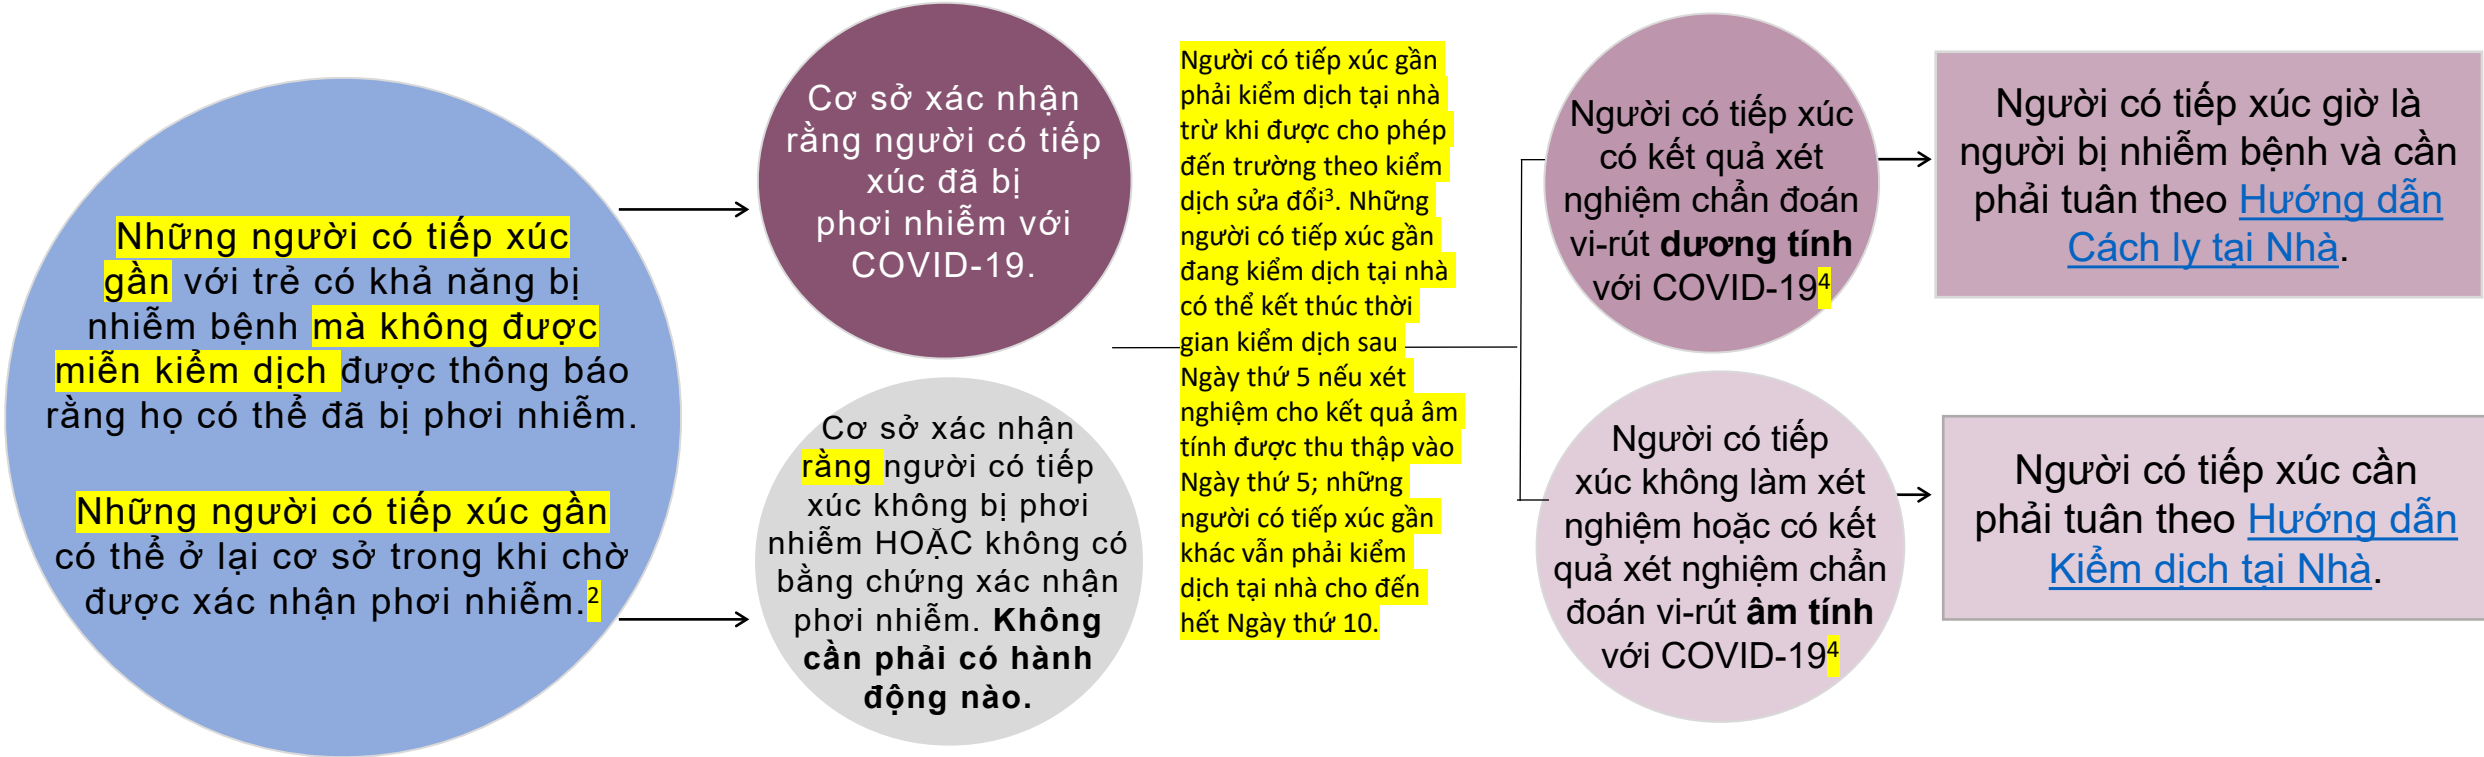 Những người có tiếp xúc
gần với trẻ có khả năng bị
nhiễm bệnh mà không được
miễn kiểm dịch được thông báo
rằng họ có thể đã bị phơi nhiễm.
Những người có tiếp xúc gần
có thể ở lại cơ sở trong khi chờ
được xác nhận phơi nhiễm.²
Cơ sở xác nhận
rằng người có tiếp
xúc đã bị
phơi nhiễm với
COVID-19.
Cơ sở xác nhận
rằng người có tiếp
xúc không bị phơi
nhiễm HOẶC không có
bằng chứng xác nhận
phơi nhiễm. Không
cần phải có hành
động nào.
Người có tiếp xúc gần
phải kiểm dịch tại nhà
trừ khi được cho phép
đến trường theo kiểm
dịch sửa đổi³. Những
người có tiếp xúc gần
đang kiểm dịch tại nhà
có thể kết thúc thời
gian kiểm dịch sau
Ngày thứ 5 nếu xét
nghiệm cho kết quả âm
tính được thu thập vào
Ngày thứ 5; những
người có tiếp xúc gần
khác vẫn phải kiểm
dịch tại nhà cho đến
hết Ngày thứ 10.
Người có tiếp xúc
có kết quả xét
nghiệm chẩn đoán
vi-rút dương tính
với COVID-19⁴
Người có tiếp xúc giờ là
người bị nhiễm bệnh và cần
phải tuân theo Hướng dẫn
Cách ly tại Nhà.
Người có tiếp
xúc không làm xét
nghiệm hoặc có kết
quả xét nghiệm chẩn
đoán vi-rút âm tính
với COVID-19⁴
Người có tiếp xúc cần
phải tuân theo Hướng dẫn
Kiểm dịch tại Nhà.